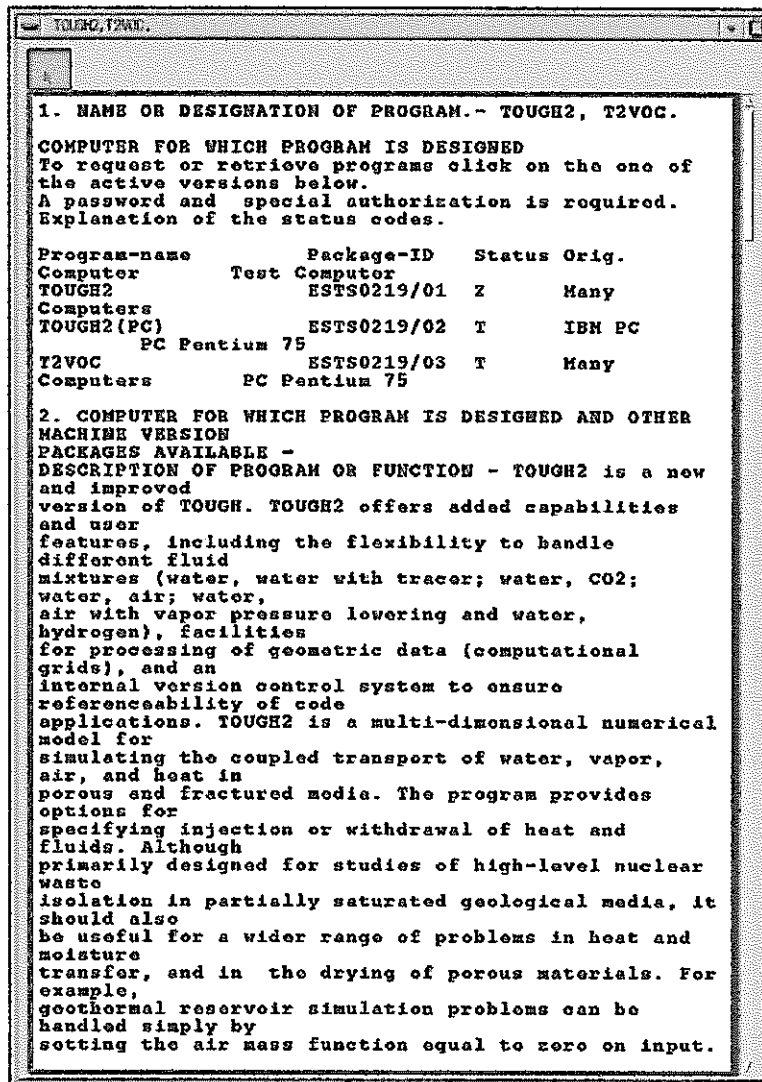 TOUGH2,T2VOC.
1. NAME OR DESIGNATION OF PROGRAM.- TOUGH2, T2VOC.
COMPUTER FOR WHICH PROGRAM IS DESIGNED
To request or retrieve programs click on the one of
the active versions below.
A password and special authorization is required.
Explanation of the status codes.
Program-name Package-ID Status Orig.
Computer Test Computer
TOUGH2 ESTS0219/01 Z Many
Computers
TOUGH2(PC) ESTS0219/02 T IBM PC
PC Pentium 75
T2VOC ESTS0219/03 T Many
Computers PC Pentium 75
2. COMPUTER FOR WHICH PROGRAM IS DESIGNED AND OTHER
MACHINE VERSION
PACKAGES AVAILABLE -
DESCRIPTION OF PROGRAM OR FUNCTION - TOUGH2 is a new
and improved
version of TOUGH. TOUGH2 offers added capabilities
and user
features, including the flexibility to handle
different fluid
mixtures (water, water with tracer; water, CO2;
water, air; water,
air with vapor pressure lowering and water,
hydrogen), facilities
for processing of geometric data (computational
grids), and an
internal version control system to ensure
referenceability of code
applications. TOUGH2 is a multi-dimensional numerical
model for
simulating the coupled transport of water, vapor,
air, and heat in
porous and fractured media. The program provides
options for
specifying injection or withdrawal of heat and
fluids. Although
primarily designed for studies of high-level nuclear
waste
isolation in partially saturated geological media, it
should also
be useful for a wider range of problems in heat and
moisture
transfer, and in the drying of porous materials. For
example,
geothermal reservoir simulation problems can be
handled simply by
setting the air mass function equal to zero on input.